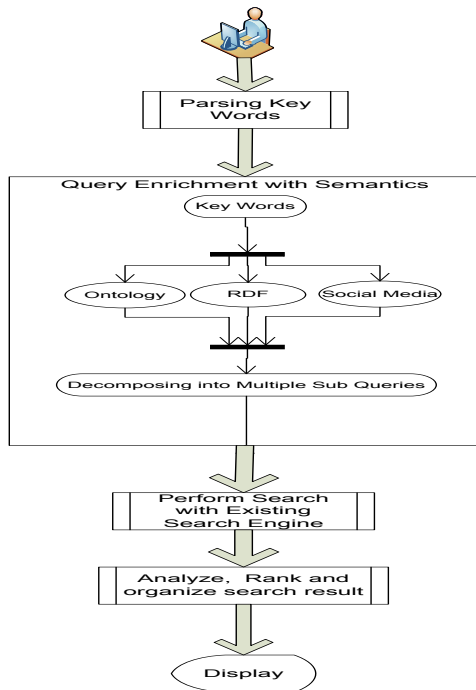 Parsing Key
Words
Query Enrichment with Semantics
Key Words
Ontology
RDF
Social Media
Decomposing into Multiple Sub Queries
Perform Search
with Existing
Search Engine
Analyze, Rank and
organize search result
Display